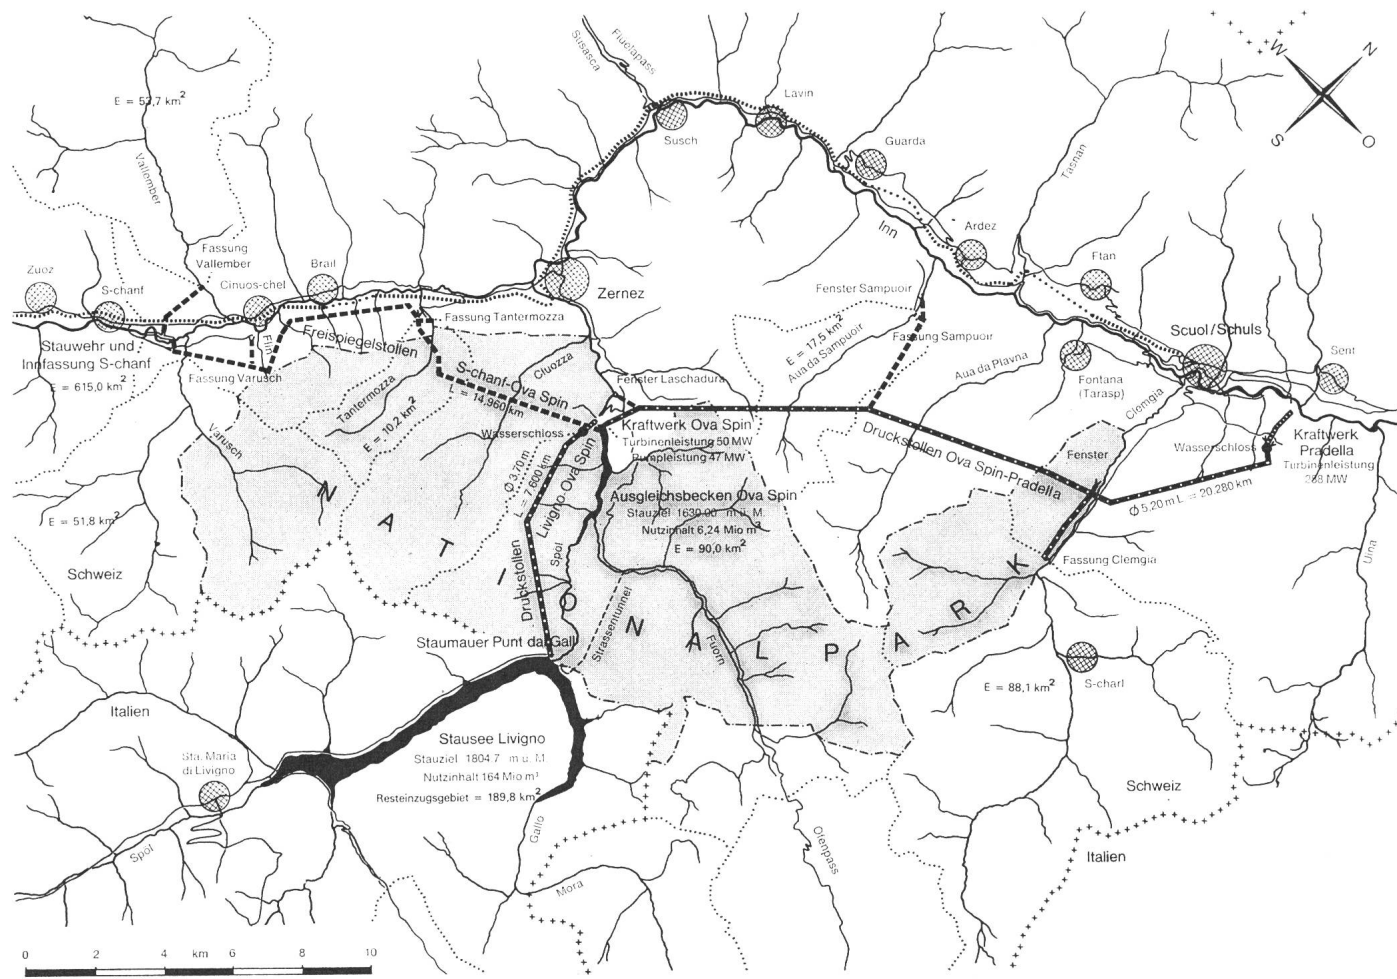 Fluelapass
Susasca
W
N
S
O
E = 53,7 km²
Vallember
Susch
Lavin
Guarda
Tasnan
Inn
Ardez
Ftan
Fassung
Vallember
Zuoz
S-chanf
Cinuos-chel
Brail
Zernez
Fenster Sampuoir
Fassung Tantermozza
Stauwehr und
Innfassung S-chanf
E = 615,0 km²
Fassung Varusch
Freispiegelstollen
S-chanf-Ova Spin
L = 14,960 km
Cluozza
Tantermozza
E = 10,2 km²
Varusch
E = 17,5 km²
Aua da Sampuoir
Fassung Sampuoir
Aua da Plavna
Scuol/Schuls
Sent
Fontana
(Tarasp)
Clemgia
Fenster Laschadura
Wasserschloss
Kraftwerk Ova Spin
Turbinenleistung 50 MW
Pumpleistung 47 MW
Druckstollen Ova Spin-Pradella
Fenster
Wasserschloss
Kraftwerk
Pradella
Turbinenleistung
288 MW
Φ 5,20 m L = 20,280 km
Φ 3,70 m
L = 7,600 km
Livigno-Ova Spin
Druckstollen
Ausgleichsbecken Ova Spin
Stauziel 1630.00 m ü. M.
Nutzinhalt 6,24 Mio m³
E = 90,0 km²
E = 51,8 km²
Schweiz
Spöl
Strassentunnel
Fuorn
Fassung Clemgia
Uina
NATIONALPARK
Staumauer Punt dal Gall
S-charl
E = 88,1 km²
Italien
Sta. Maria
di Livigno
Stausee Livigno
Stauziel 1804.7 m ü. M.
Nutzinhalt 164 Mio m³
Resteinzugsgebiet = 189,8 km²
Schweiz
Italien
Spöl
Gallo
Mora
Ofenpass
0 2 4 km 6 8 10